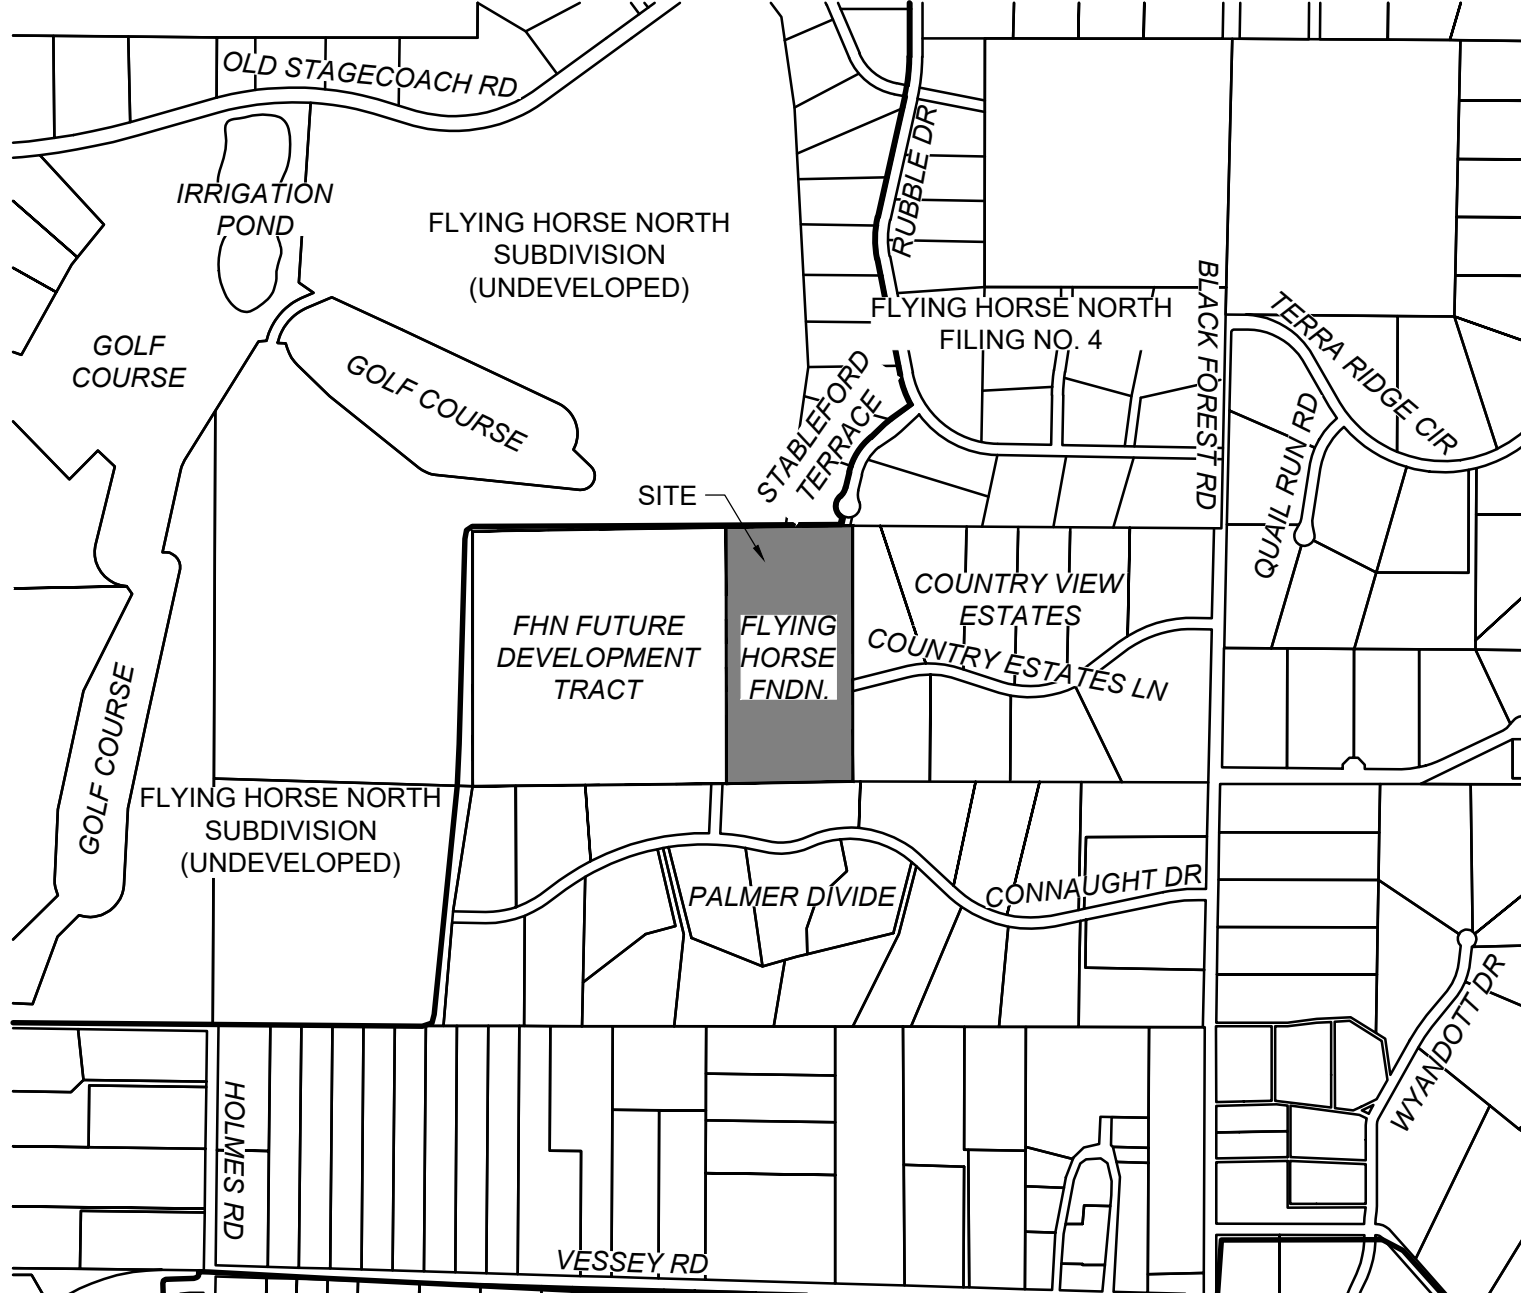 OLD STAGECOACH RD
RUBBLE DR
IRRIGATION
POND
FLYING HORSE NORTH
SUBDIVISION
(UNDEVELOPED)
BLACK FOREST RD
FLYING HORSE NORTH
FILING NO. 4
TERRA RIDGE CIR
GOLF
COURSE
GOLF COURSE
STABLEFORD
TERRACE
QUAIL RUN RD
SITE
FHN FUTURE
DEVELOPMENT
TRACT
FLYING
HORSE
FNDN.
COUNTRY VIEW
ESTATES
COUNTRY ESTATES LN
GOLF COURSE
FLYING HORSE NORTH
SUBDIVISION
(UNDEVELOPED)
PALMER DIVIDE
CONNAUGHT DR
WYANDOTT DR
HOLMES RD
VESSEY RD